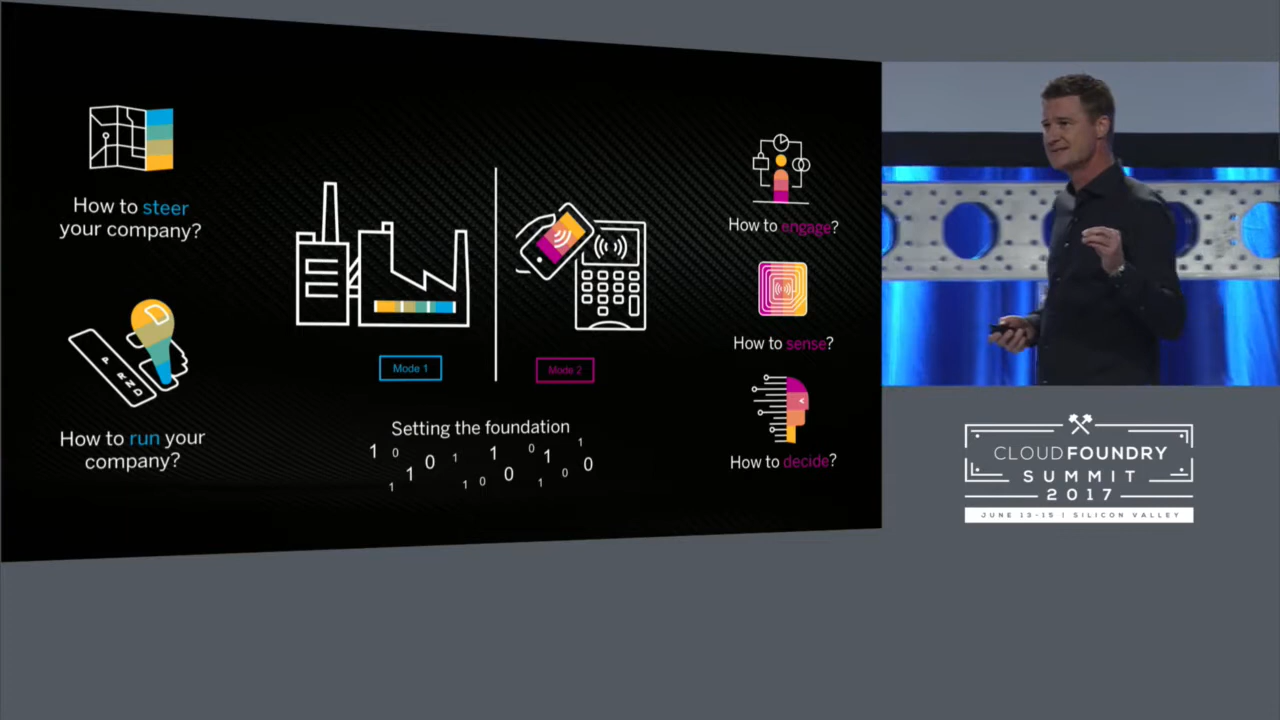 How to steer
your company?
How to run your
company?
P R N D
Mode 1
Mode 2
Setting the foundation
1 0 0 1 1 0 1 0
1 1 1 0 0 1 0
How to engage?
How to sense?
How to decide?
CLOUD FOUNDRY
SUMMIT
2017
JUNE 13-15 | SILICON VALLEY